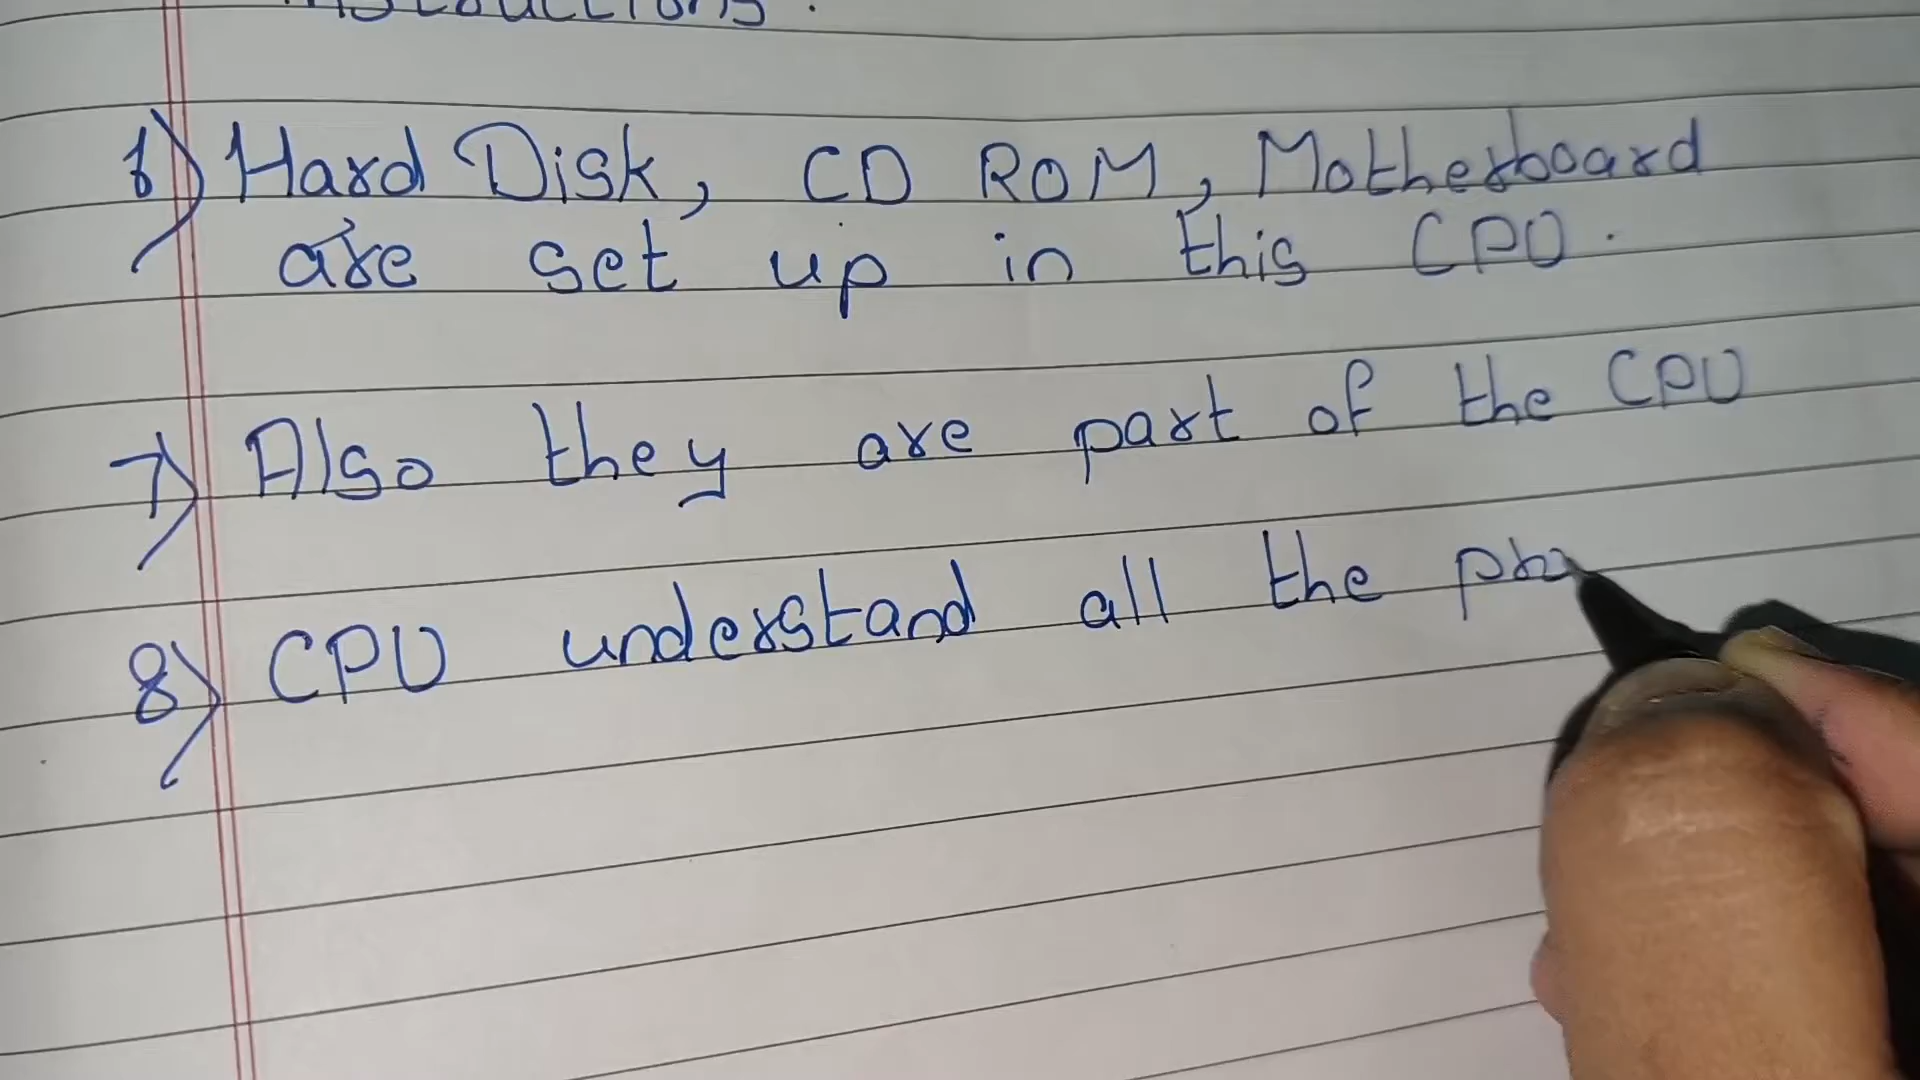 6) Hard Disk, CD ROM, Motherboard
are set up in this CPU.
7) Also they are part of the CPU
8) CPU understand all the